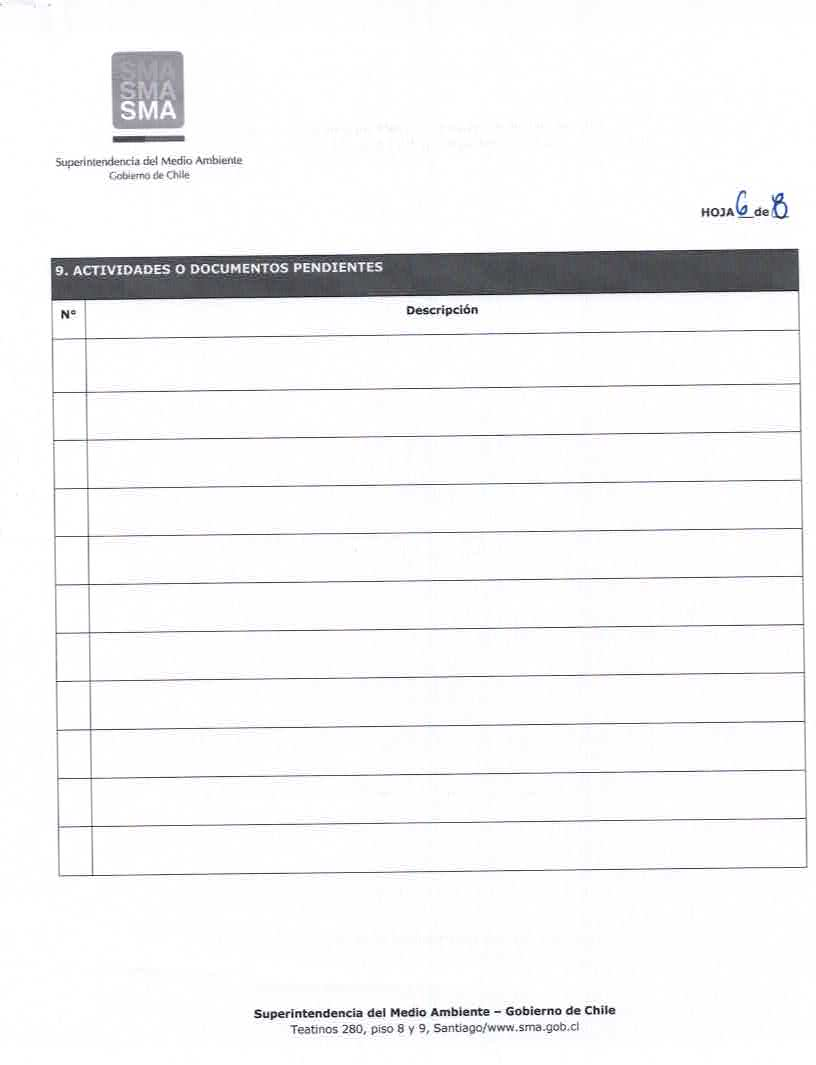 SMA
SMA
SMA
Superintendencia del Medio Ambiente
Gobierno de Chile
HOJA 6 de 8
9. ACTIVIDADES O DOCUMENTOS PENDIENTES
N° Descripción
Superintendencia del Medio Ambiente – Gobierno de Chile
Teatinos 280, piso 8 y 9, Santiago/www.sma.gob.cl